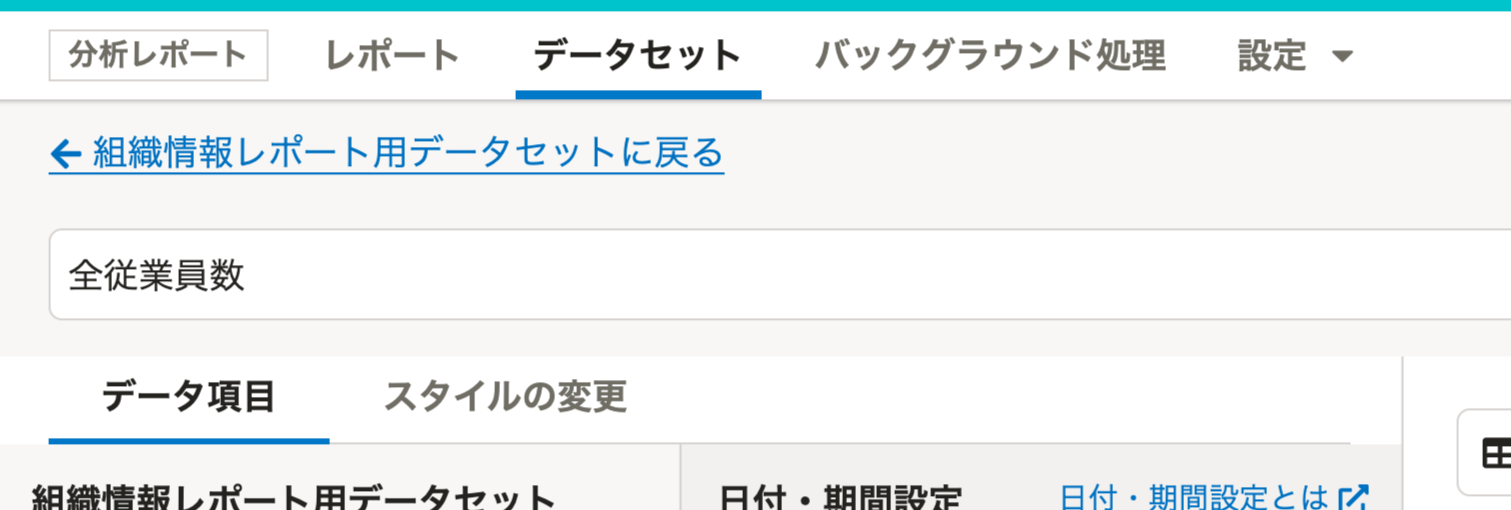 分析レポート レポート データセット バックグラウンド処理 設定
組織情報レポート用データセットに戻る
全従業員数
データ項目 スタイルの変更
組織情報レポート用データセット 日付・期間設定 日付・期間設定とは